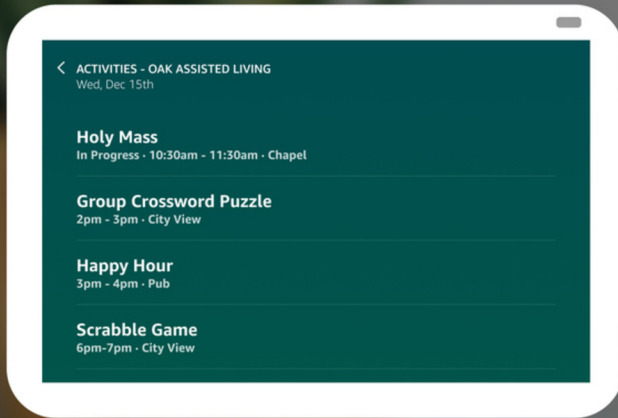 ACTIVITIES - OAK ASSISTED LIVING
Wed, Dec 15th
Holy Mass
In Progress · 10:30am - 11:30am · Chapel
Group Crossword Puzzle
2pm - 3pm · City View
Happy Hour
3pm - 4pm · Pub
Scrabble Game
6pm-7pm · City View